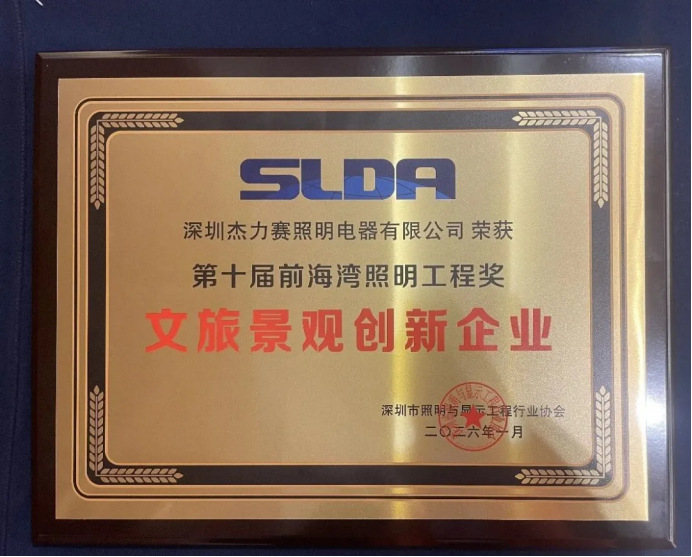 SLDA
深圳杰力赛照明电器有限公司 荣获
第十届前海湾照明工程奖
文旅景观创新企业
深圳市照明与显示工程行业协会
二〇二六年一月